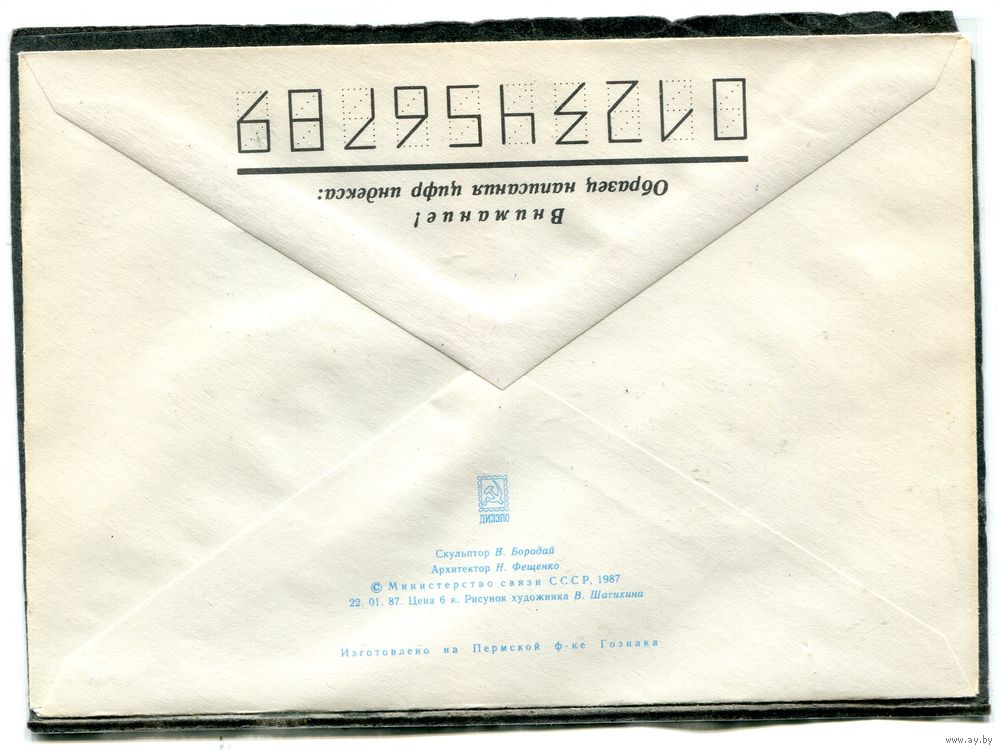 Внимание!
Образец написания цифр индекса:
0123456789
ДИЭЗПО
Скульптор В. Бородай
Архитектор Н. Фещенко
© Министерство связи СССР, 1987
22. 01. 87. Цена 6 к. Рисунок художника В. Шатихина
Изготовлено на Пермской ф-ке Гознака
www.ay.by